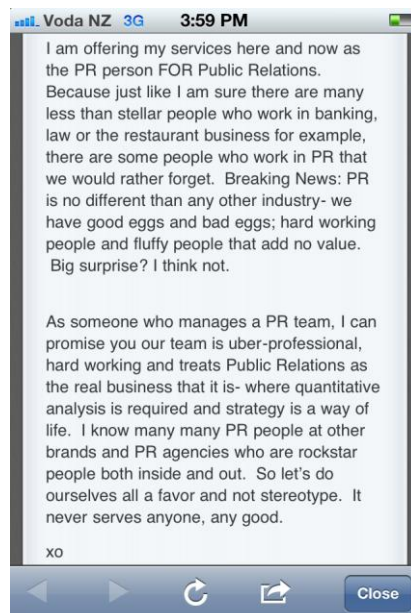 Voda NZ 3G 3:59 PM
I am offering my services here and now as
the PR person FOR Public Relations.
Because just like I am sure there are many
less than stellar people who work in banking,
law or the restaurant business for example,
there are some people who work in PR that
we would rather forget. Breaking News: PR
is no different than any other industry- we
have good eggs and bad eggs; hard working
people and fluffy people that add no value.
Big surprise? I think not.
As someone who manages a PR team, I can
promise you our team is uber-professional,
hard working and treats Public Relations as
the real business that it is- where quantitative
analysis is required and strategy is a way of
life. I know many many PR people at other
brands and PR agencies who are rockstar
people both inside and out. So let's do
ourselves all a favor and not stereotype. It
never serves anyone, any good.
xo
Close